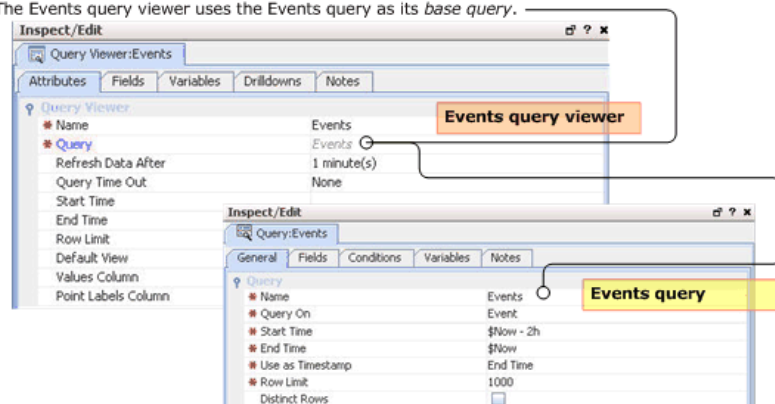 The Events query viewer uses the Events query as its base query.
Inspect/Edit
Query Viewer:Events
Attributes Fields Variables Drilldowns Notes
Query Viewer
Name Events
Query Events
Refresh Data After 1 minute(s)
Query Time Out None
Start Time
End Time
Row Limit
Default View
Values Column
Point Labels Column
Events query viewer
Inspect/Edit
Query:Events
General Fields Conditions Variables Notes
Query
Name Events
Query On Event
Start Time $Now - 2h
End Time $Now
Use as Timestamp End Time
Row Limit 1000
Distinct Rows
Events query